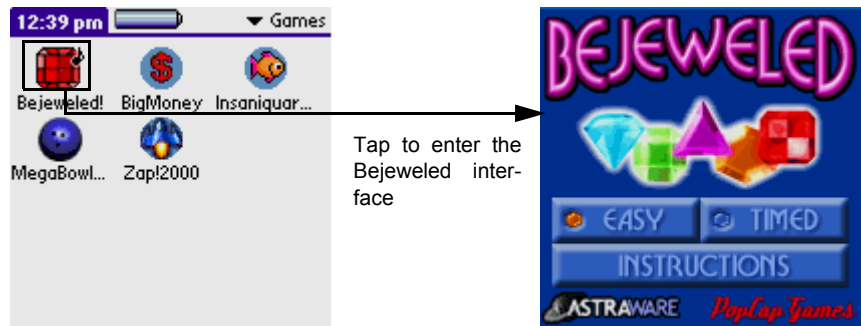 12:39 pm
Games
Bejeweled!
BigMoney
Insaniquar...
MegaBowl...
Zap!2000
Tap to enter the
Bejeweled inter-
face
BEJEWELED
EASY
TIMED
INSTRUCTIONS
ASTRAWARE
PopCap Games